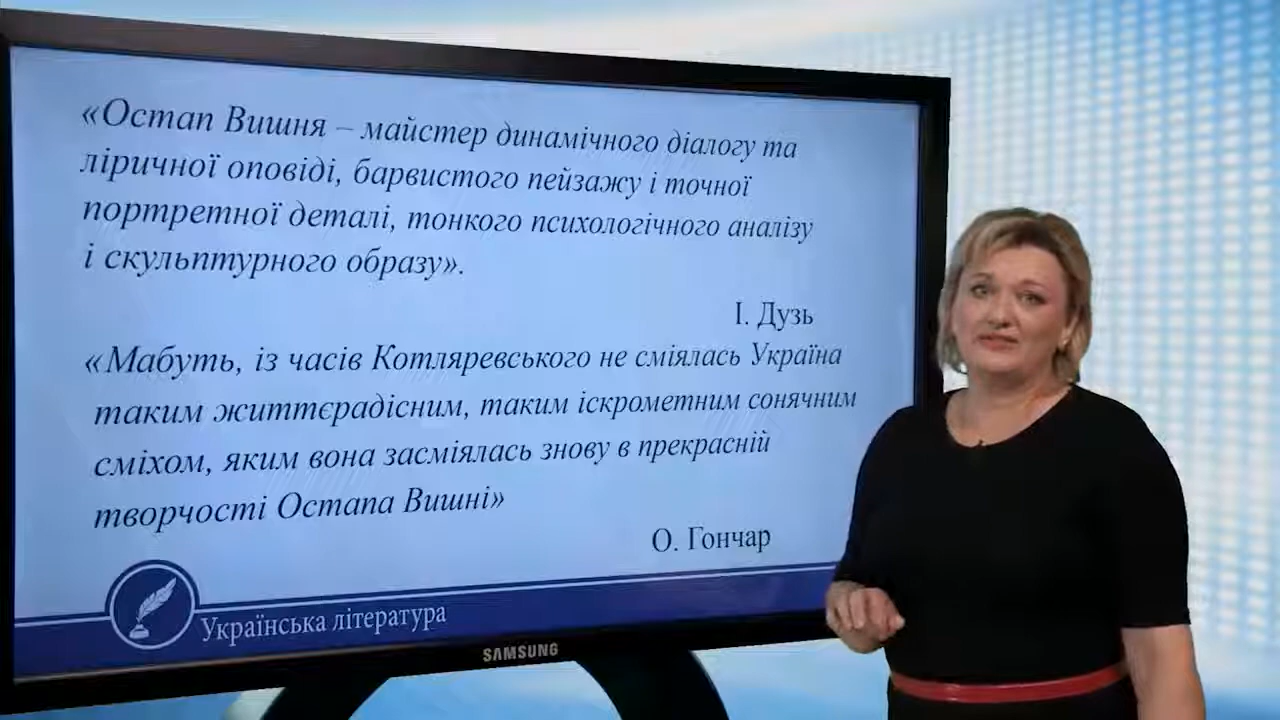 «Остап Вишня – майстер динамічного діалогу та
ліричної оповіді, барвистого пейзажу і точної
портретної деталі, тонкого психологічного аналізу
і скульптурного образу».
І. Дузь
«Мабуть, із часів Котляревського не сміялась Україна
таким життєрадісним, таким іскрометним сонячним
сміхом, яким вона засміялась знову в прекрасній
творчості Остапа Вишні»
О. Гончар
Українська література
SAMSUNG